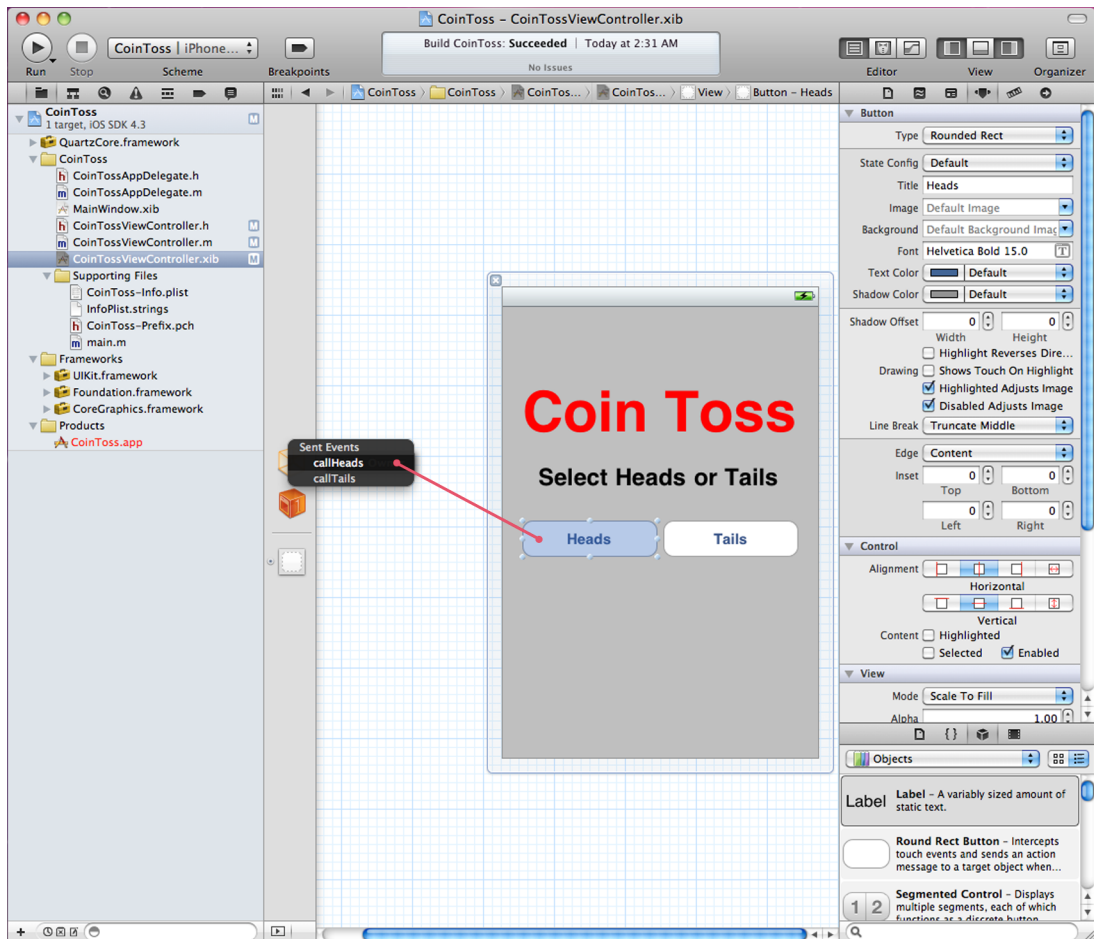 CoinToss – CoinTossViewController.xib
CoinToss | iPhone...
Build CoinToss: Succeeded | Today at 2:31 AM
No Issues
Run
Stop
Scheme
Breakpoints
Editor
View
Organizer
CoinToss
CoinToss
CoinTos...
CoinTos...
View
Button – Heads
CoinToss
1 target, iOS SDK 4.3
M
QuartzCore.framework
CoinToss
CoinTossAppDelegate.h
CoinTossAppDelegate.m
MainWindow.xib
CoinTossViewController.h
M
CoinTossViewController.m
M
CoinTossViewController.xib
M
Supporting Files
CoinToss-Info.plist
InfoPlist.strings
CoinToss-Prefix.pch
main.m
Frameworks
UIKit.framework
Foundation.framework
CoreGraphics.framework
Products
CoinToss.app
Sent Events
callHeads
callTails
Coin Toss
Select Heads or Tails
Heads
Tails
Button
Type Rounded Rect
State Config Default
Title Heads
Image Default Image
Background Default Background Imag
Font Helvetica Bold 15.0
Text Color Default
Shadow Color Default
Shadow Offset 0 0
Width Height
Highlight Reverses Dire...
Drawing Shows Touch On Highlight
Highlighted Adjusts Image
Disabled Adjusts Image
Line Break Truncate Middle
Edge Content
Inset 0 0
Top Bottom
0 0
Left Right
Control
Alignment
Horizontal
Vertical
Content Highlighted
Selected Enabled
View
Mode Scale To Fill
Alpha 1.00
Objects
Label
Label – A variably sized amount of
static text.
Round Rect Button – Intercepts
touch events and sends an action
message to a target object when...
1 2
Segmented Control – Displays
multiple segments, each of which
functions as a discrete button